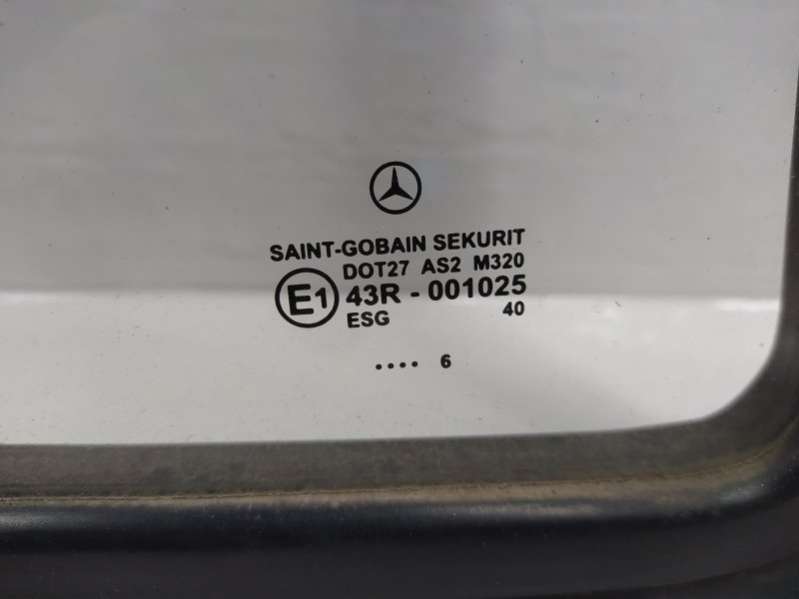 SAINT-GOBAIN SEKURIT
DOT27 AS2 M320
E1 43R - 001025
ESG 40
.... 6